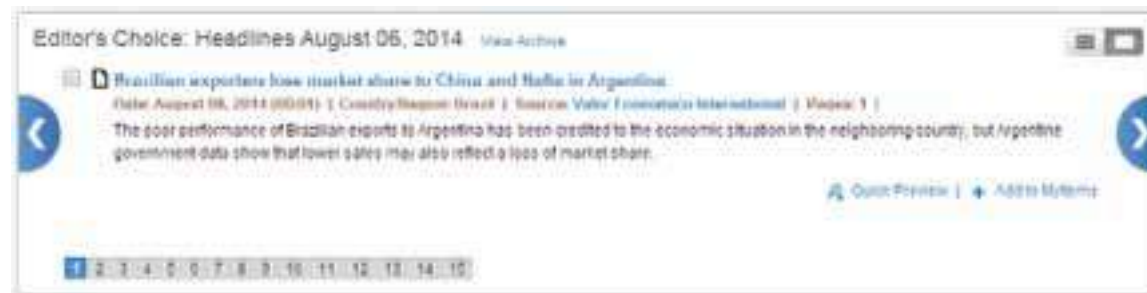 Editor's Choice: Headlines August 06, 2014 View Archive
Brazilian exporters lose market share to China and Nafta in Argentina
Date: August 06, 2014 | Country/Region: Brazil | Source: Valor Economico International | Views: 1 |
The poor performance of Brazilian exports to Argentina has been credited to the economic situation in the neighboring country, but Argentine
government data show that lower sales may also reflect a loss of market share.
Quick Preview | Add to MyItems
1 2 3 4 5 6 7 8 9 10 11 12 13 14 15